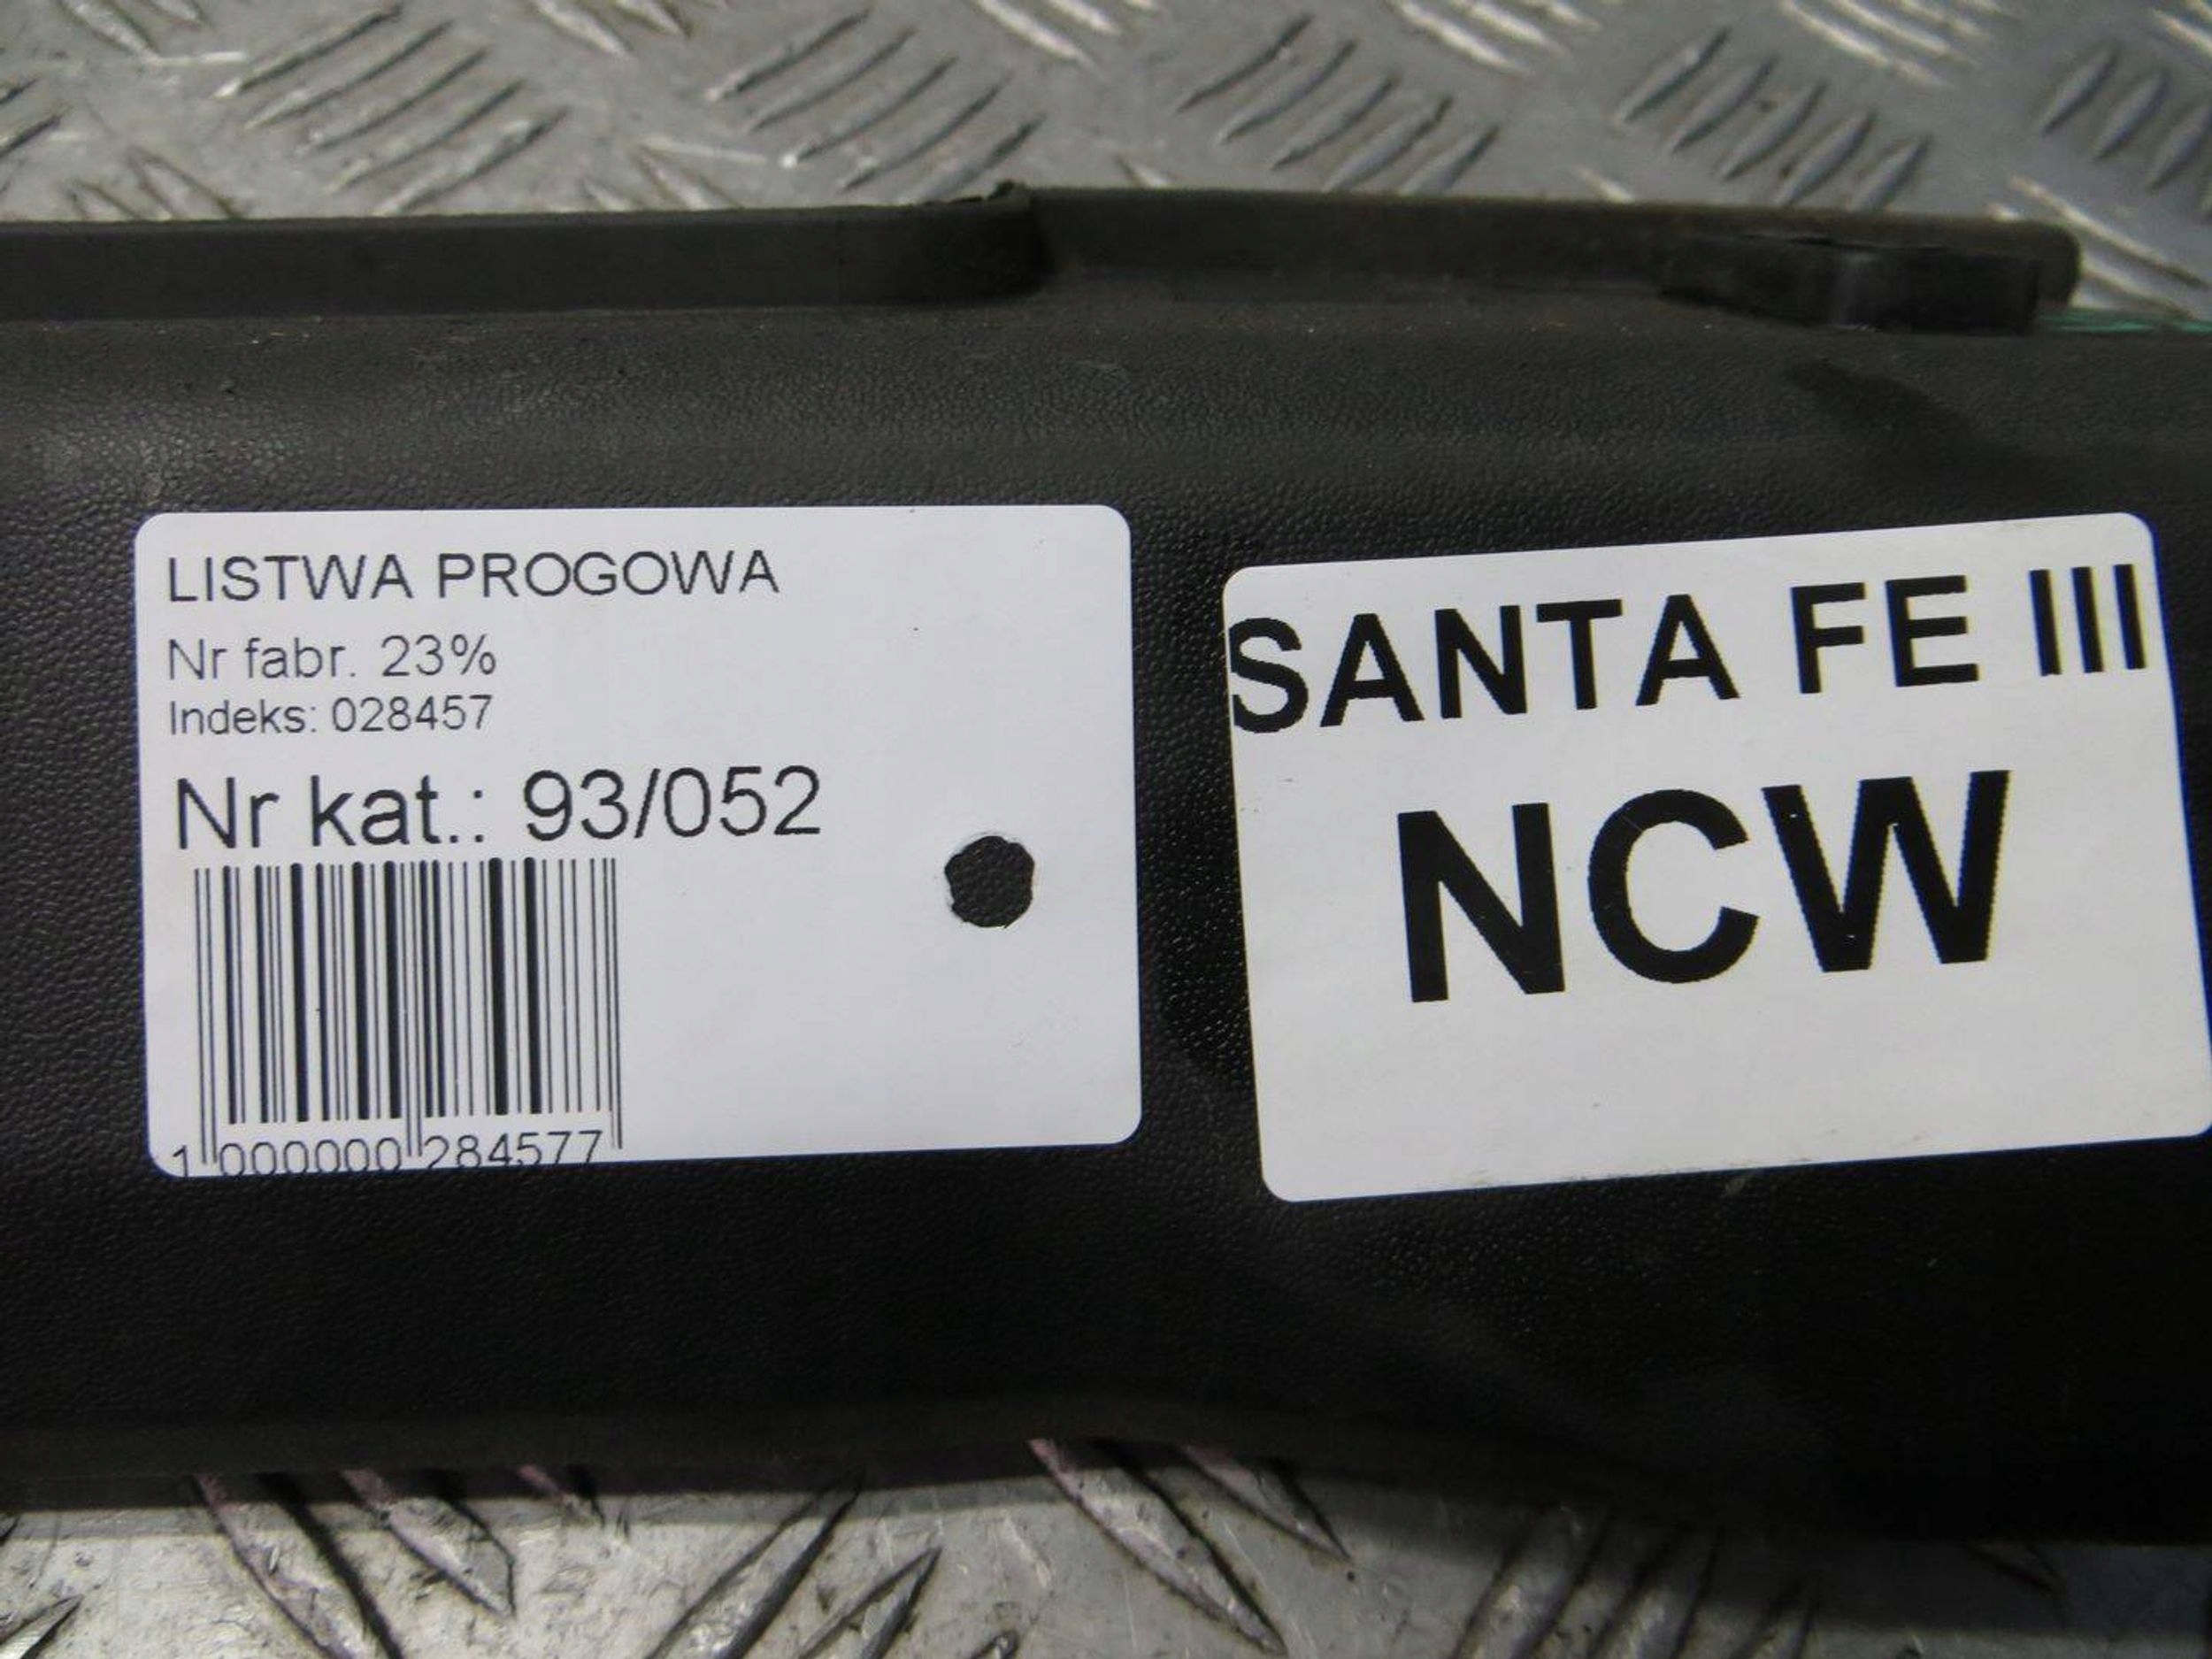 LISTWA PROGOWA
Nr fabr. 23%
Indeks: 028457
Nr kat.: 93/052
1 000000 284577
SANTA FE III
NCW